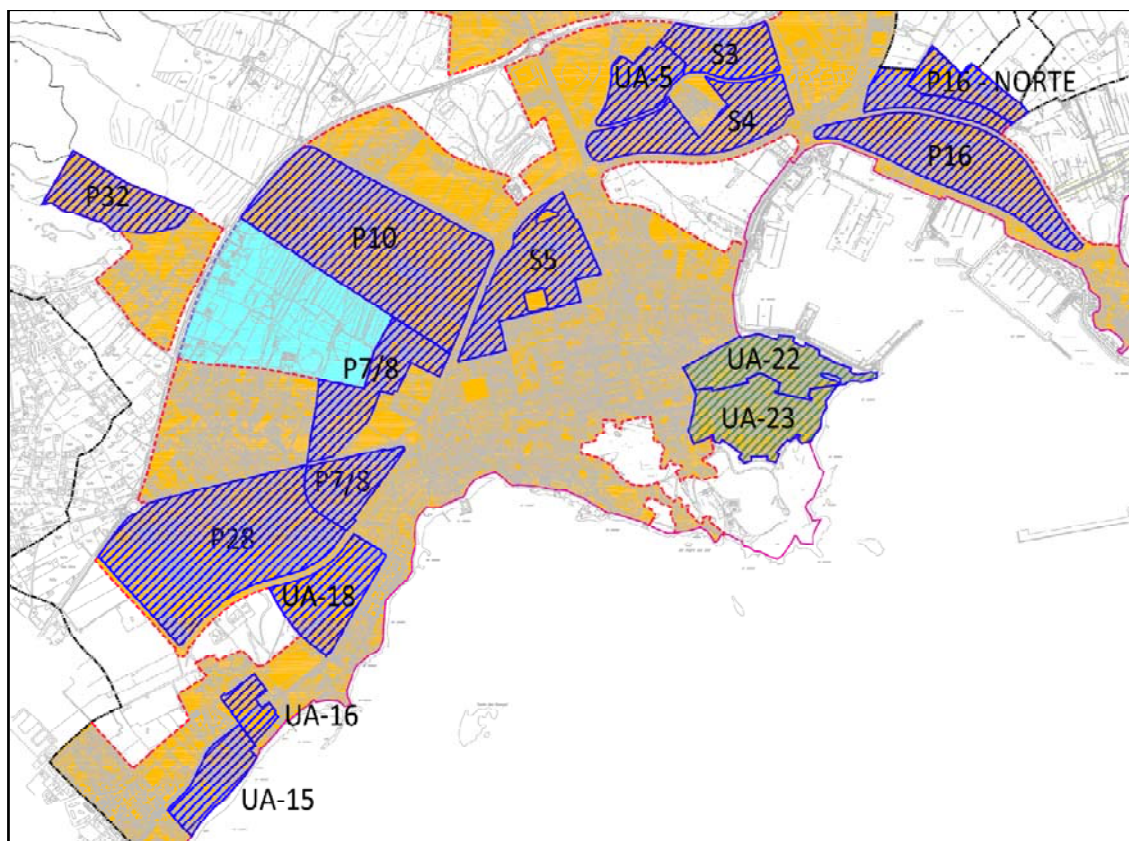 S3
UA-5
P16 - NORTE
S4
P16
P32
P10
S5
P7/8
UA-22
UA-23
P7/8
P28
UA-18
UA-16
UA-15